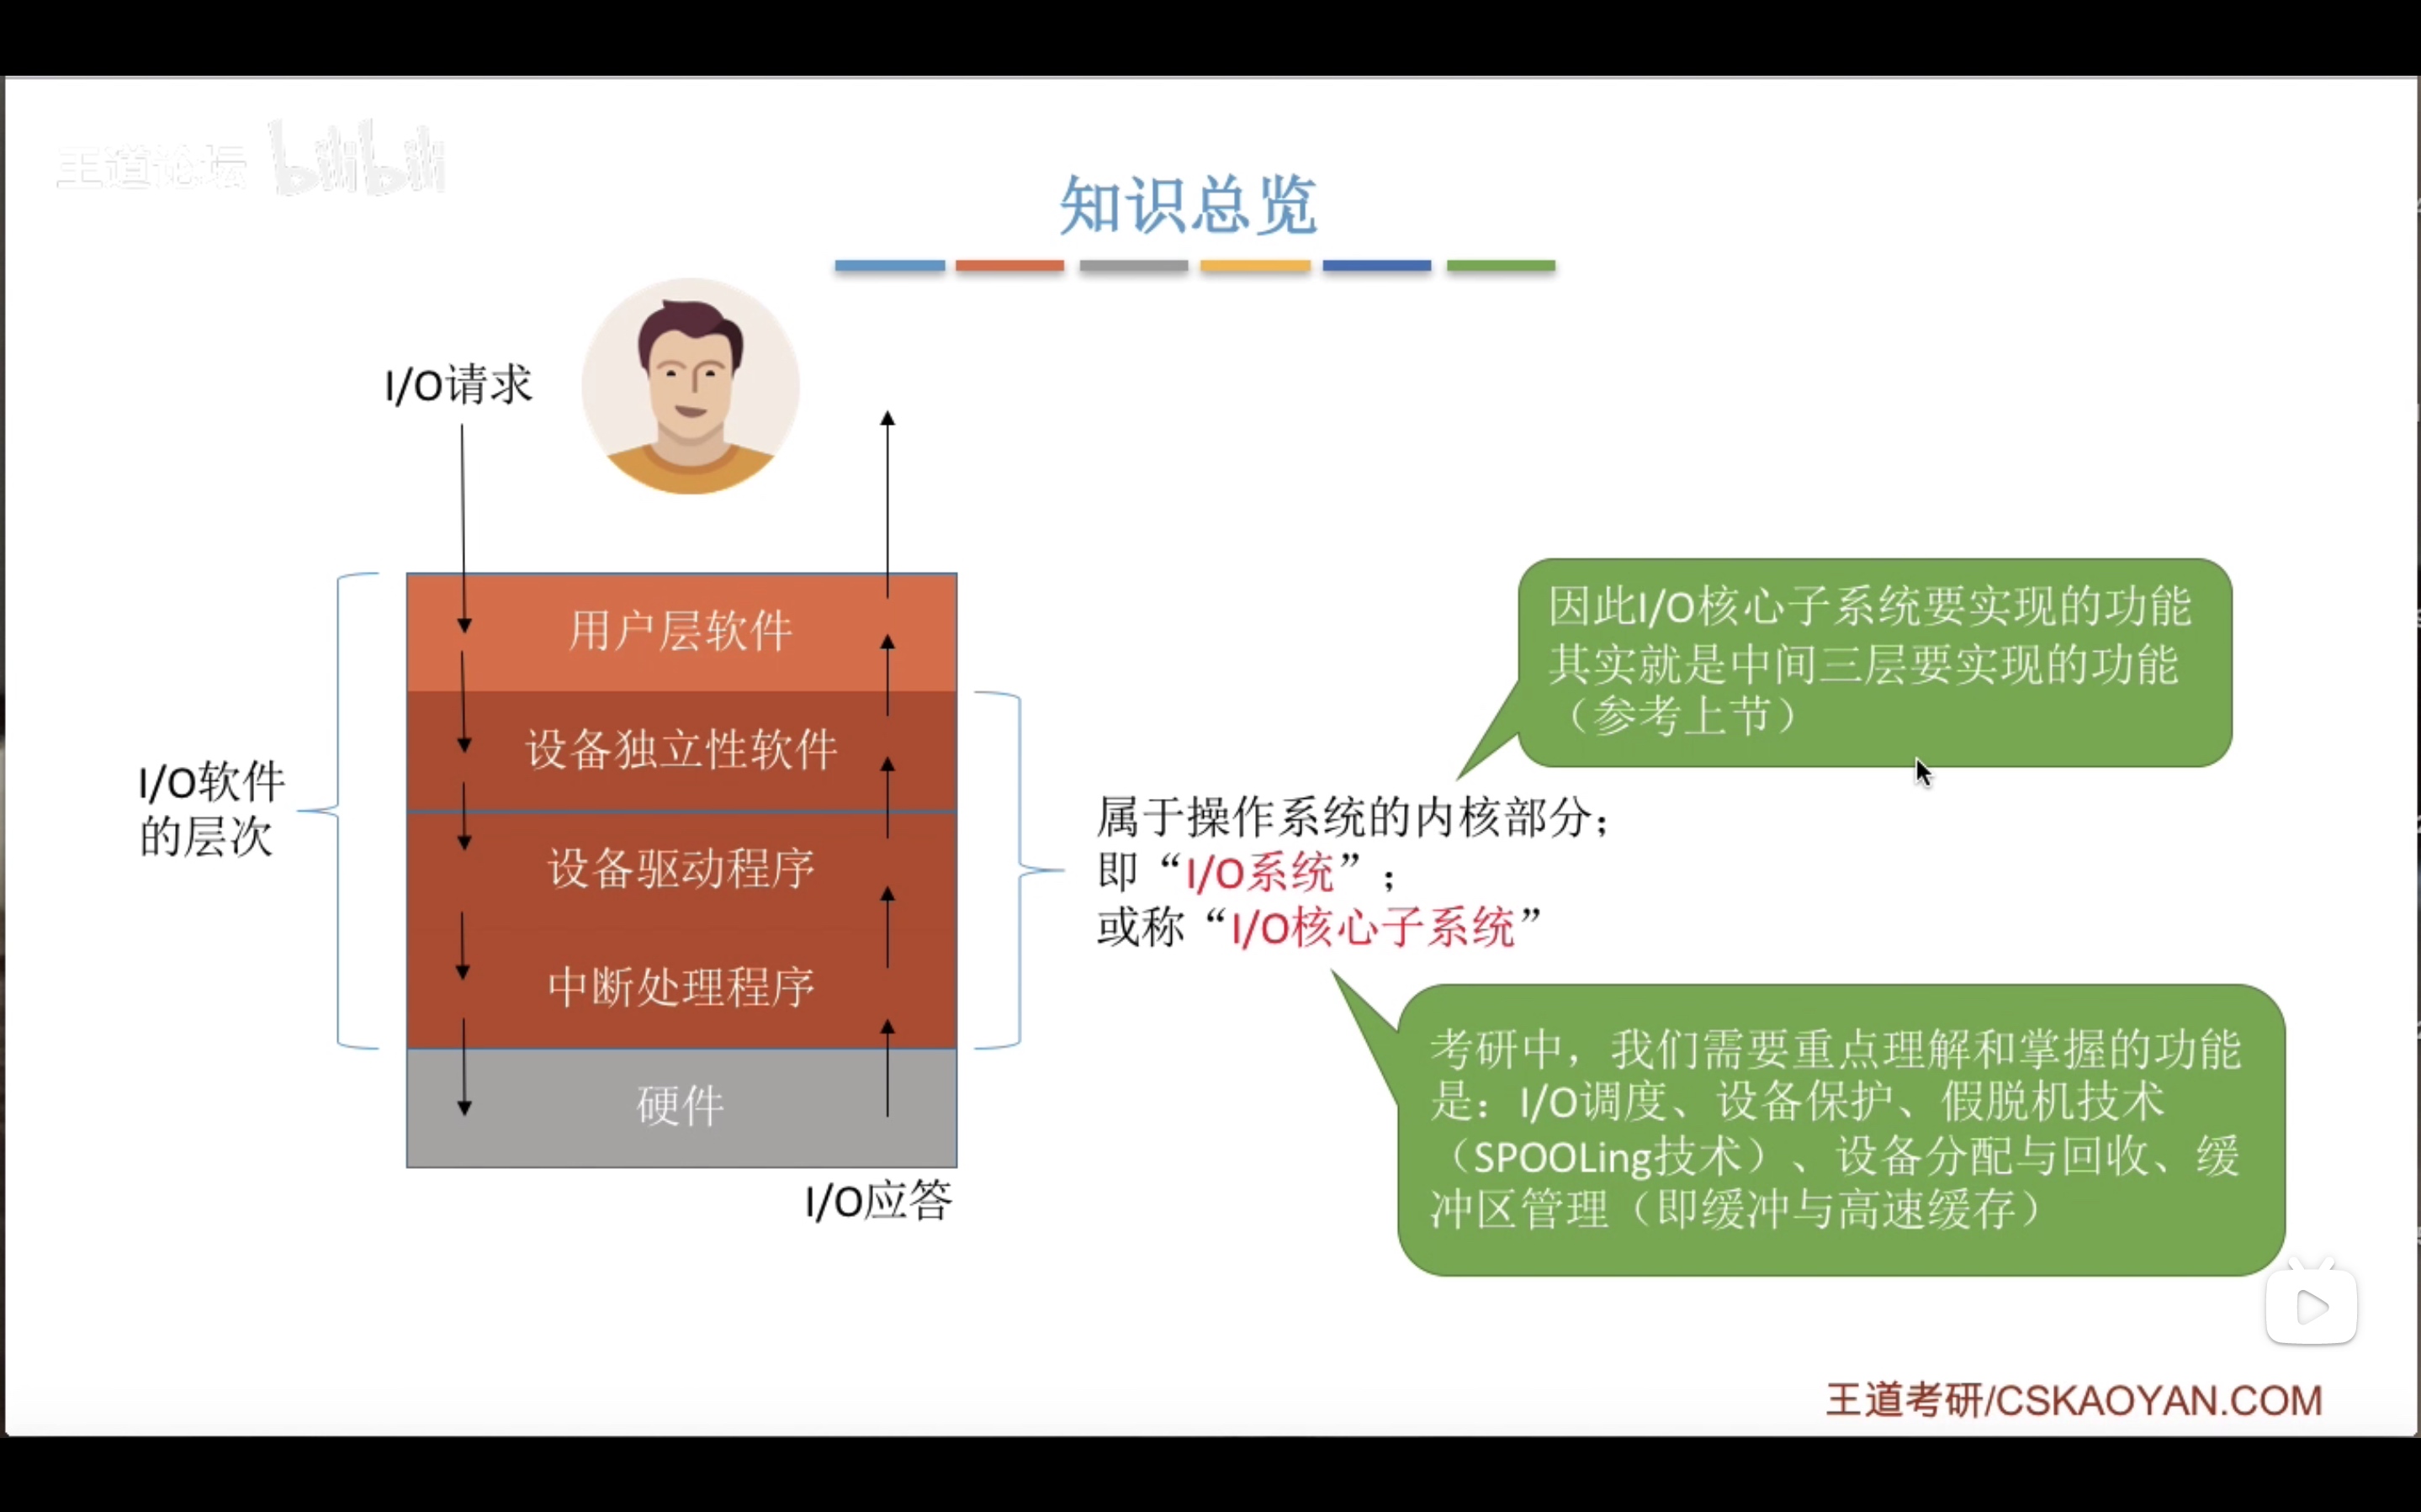 王道论坛 bilibili
知识总览
I/O请求
用户层软件
设备独立性软件
设备驱动程序
中断处理程序
硬件
I/O应答
I/O软件
的层次
因此I/O核心子系统要实现的功能
其实就是中间三层要实现的功能
（参考上节）
属于操作系统的内核部分；
即“I/O系统”；
或称“I/O核心子系统”
考研中，我们需要重点理解和掌握的功能
是：I/O调度、设备保护、假脱机技术
（SPOOLing技术）、设备分配与回收、缓
冲区管理（即缓冲与高速缓存）
王道考研/CSKAOYAN.COM